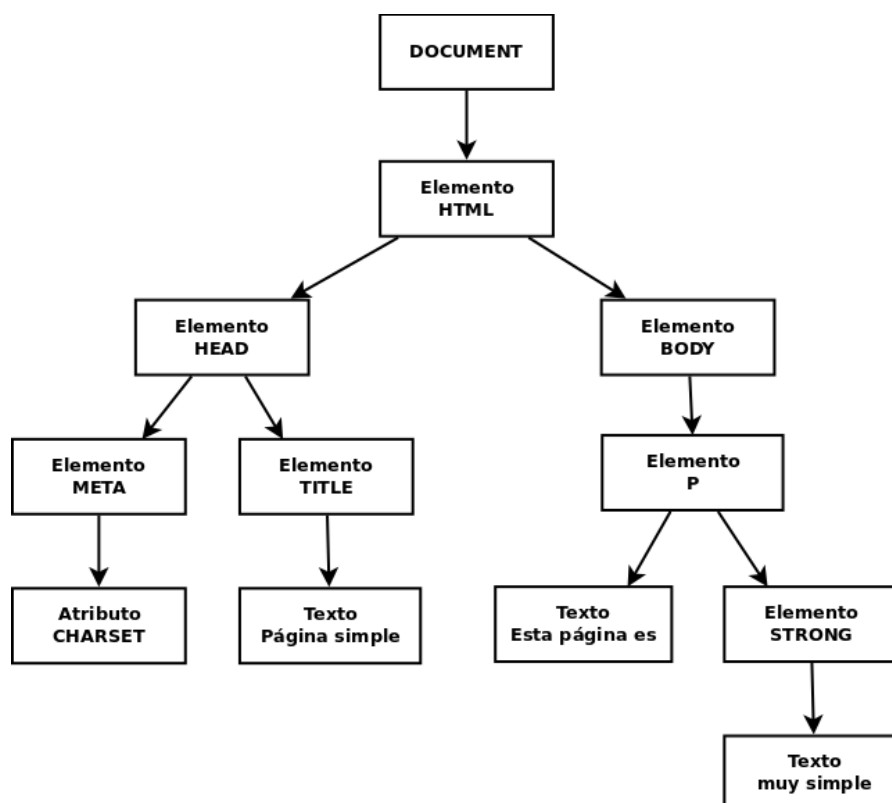 DOCUMENT
Elemento
HTML
Elemento
HEAD
Elemento
BODY
Elemento
META
Elemento
TITLE
Elemento
P
Atributo
CHARSET
Texto
Página simple
Texto
Esta página es
Elemento
STRONG
Texto
muy simple